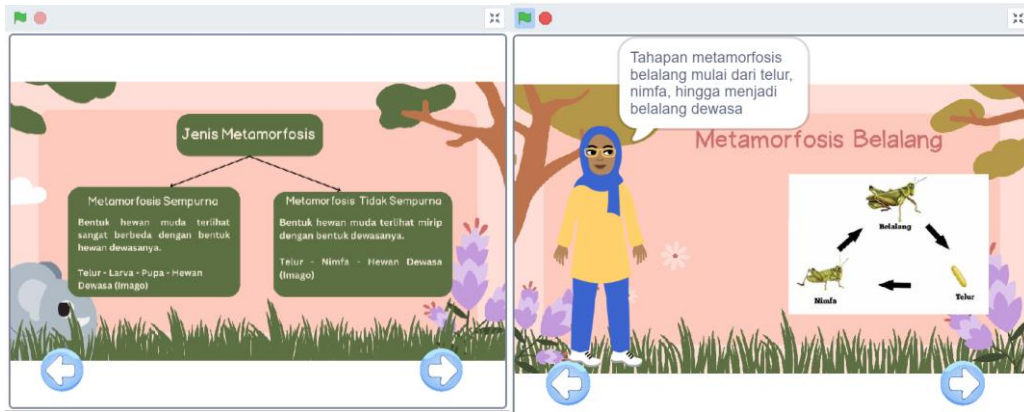 Jenis Metamorfosis
Metamorfosis Sempurna
Bentuk hewan muda terlihat
sangat berbeda dengan bentuk
hewan dewasanya.
Telur - Larva - Pupa - Hewan
Dewasa (Imago)
Metamorfosis Tidak Sempurna
Bentuk hewan muda terlihat mirip
dengan bentuk dewasanya.
Telur - Nimfa - Hewan Dewasa
(Imago)
Tahapan metamorfosis
belalang mulai dari telur,
nimfa, hingga menjadi
belalang dewasa
Metamorfosis Belalang
Belalang
Nimfa
Telur